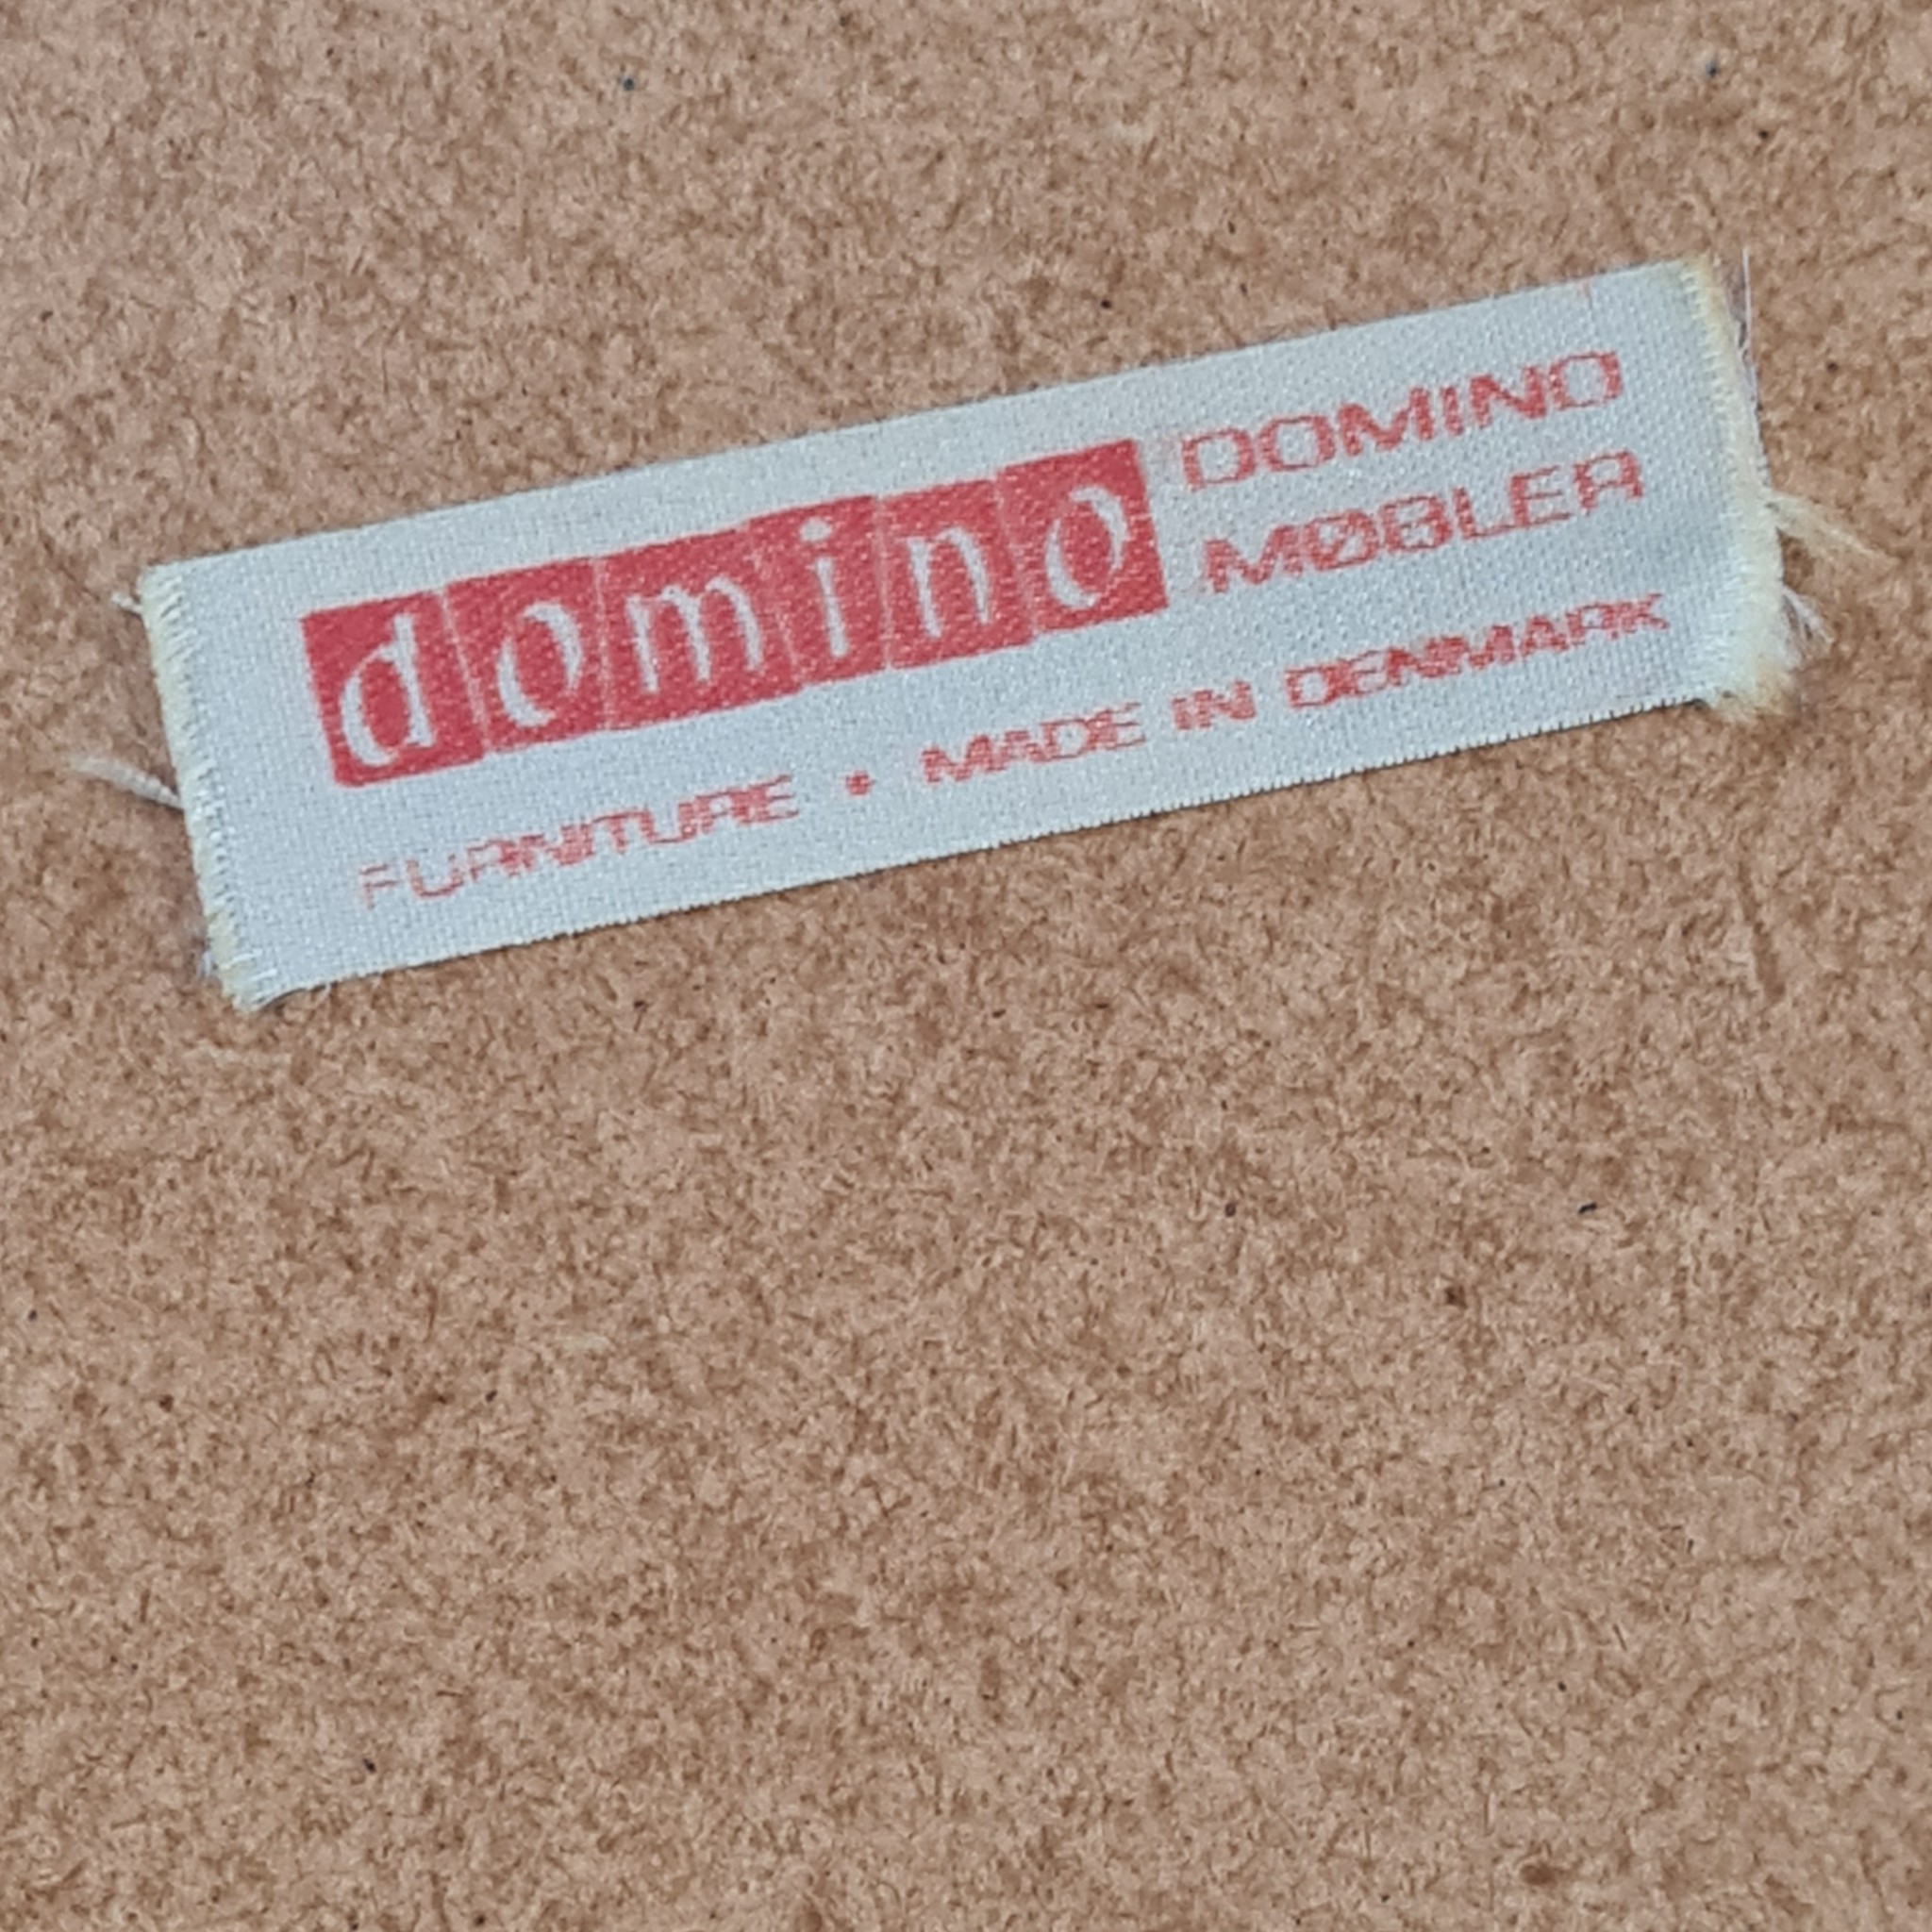 domino
DOMINO
MØBLER
FURNITURE • MADE IN DENMARK